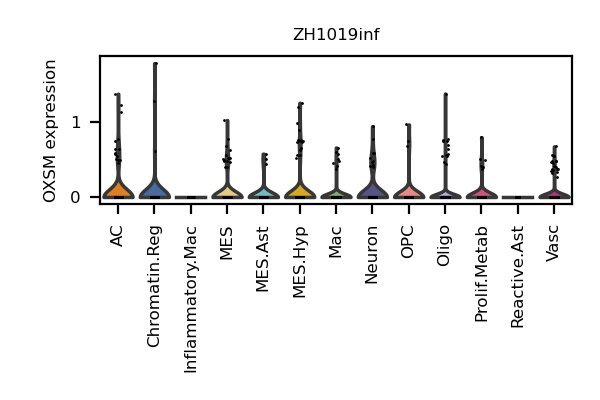 ZH1019inf
OXSM expression
1
0
AC
Chromatin.Reg
Inflammatory.Mac
MES
MES.Ast
MES.Hyp
Mac
Neuron
OPC
Oligo
Prolif.Metab
Reactive.Ast
Vasc